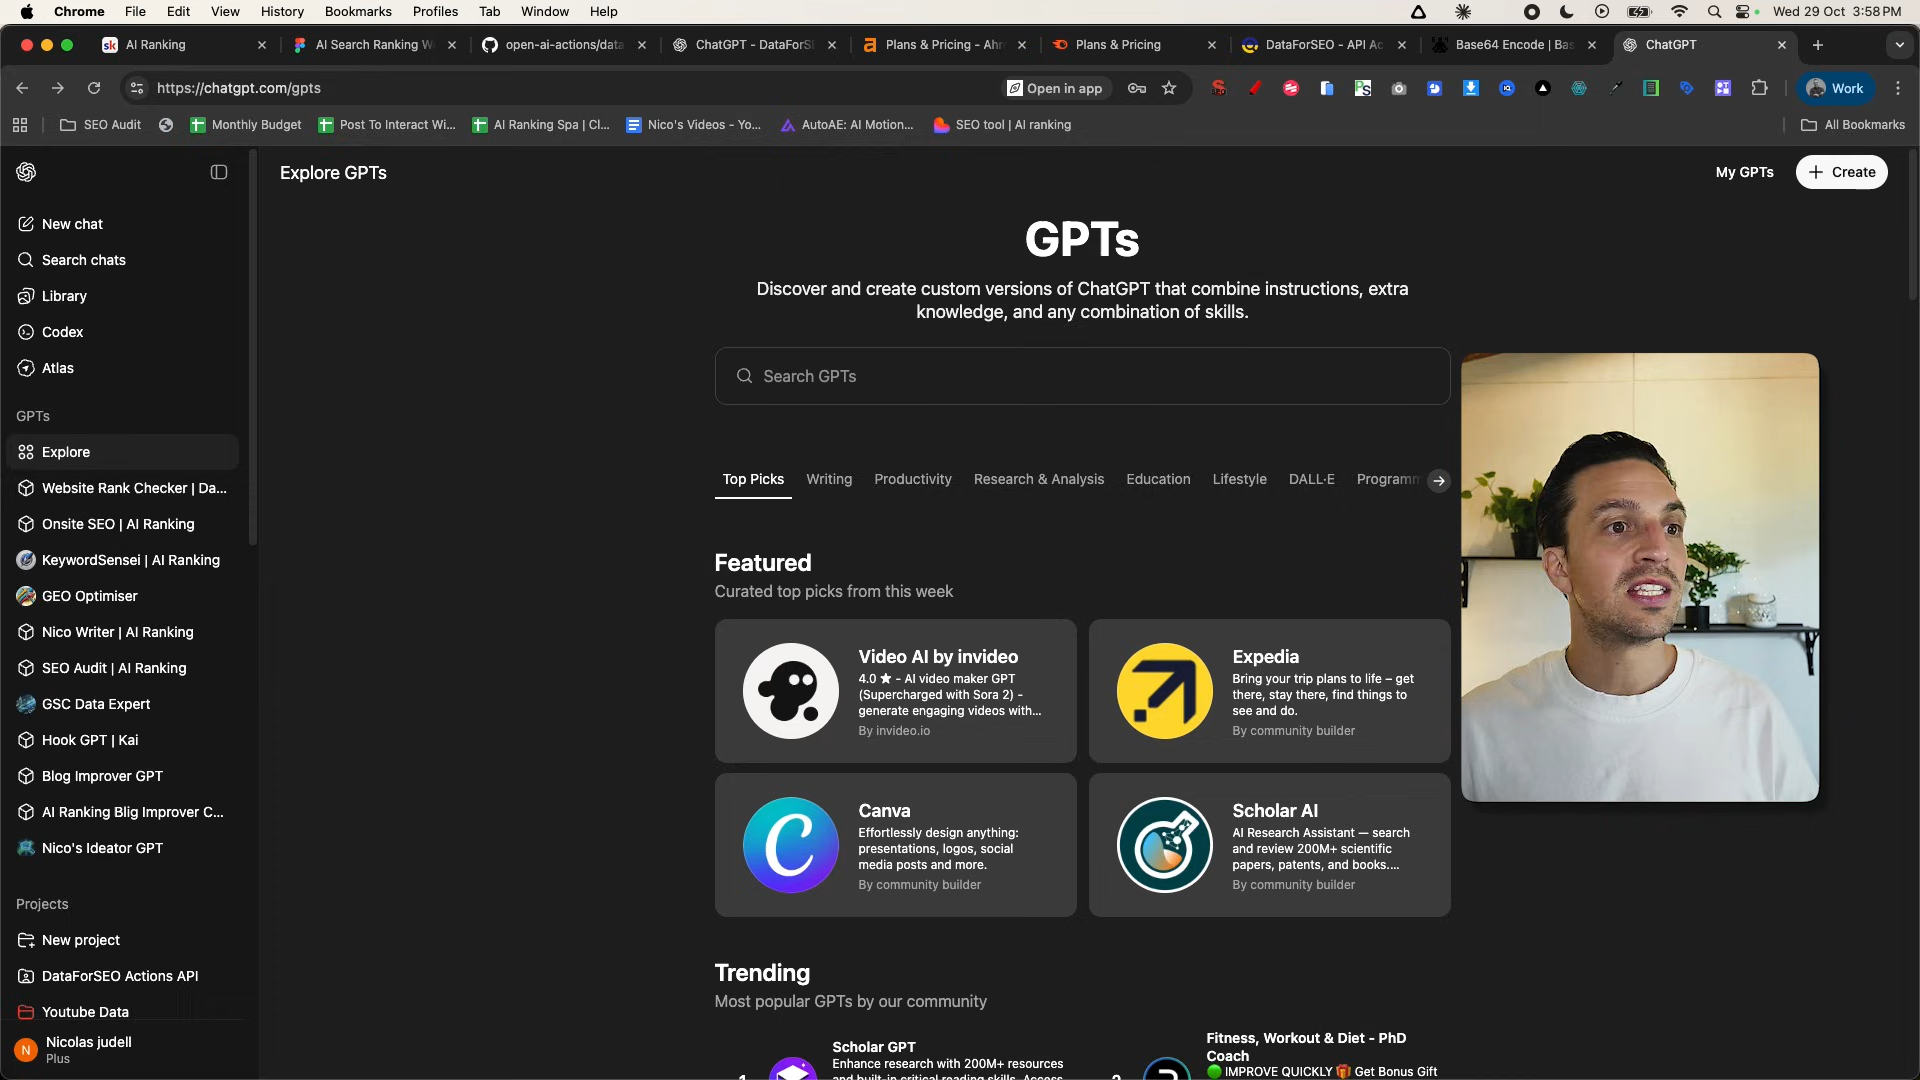 Chrome File Edit View History Bookmarks Profiles Tab Window Help Wed 29 Oct 3:58 PM
AI Ranking AI Search Ranking W open-ai-actions/data ChatGPT - DataForS Plans & Pricing - Ahr Plans & Pricing DataForSEO - API Ac Base64 Encode | Bas ChatGPT
https://chatgpt.com/gpts Open in app Work
SEO Audit Monthly Budget Post To Interact Wi... AI Ranking Spa | Cl... Nico's Videos - Yo... AutoAE: AI Motion... SEO tool | AI ranking All Bookmarks
Explore GPTs My GPTs Create
New chat
Search chats
Library
Codex
Atlas
GPTs
Explore
Website Rank Checker | Da...
Onsite SEO | AI Ranking
KeywordSensei | AI Ranking
GEO Optimiser
Nico Writer | AI Ranking
SEO Audit | AI Ranking
GSC Data Expert
Hook GPT | Kai
Blog Improver GPT
AI Ranking Blig Improver C...
Nico's Ideator GPT
Projects
New project
DataForSEO Actions API
Youtube Data
N Nicolas judell
Plus
GPTs
Discover and create custom versions of ChatGPT that combine instructions, extra
knowledge, and any combination of skills.
Search GPTs
Top Picks Writing Productivity Research & Analysis Education Lifestyle DALL·E Programm
Featured
Curated top picks from this week
Video AI by invideo
4.0 ★ - AI video maker GPT
(Supercharged with Sora 2) -
generate engaging videos with...
By invideo.io
Expedia
Bring your trip plans to life – get
there, stay there, find things to
see and do.
By community builder
Canva
Effortlessly design anything:
presentations, logos, social
media posts and more.
By community builder
Scholar AI
AI Research Assistant — search
and review 200M+ scientific
papers, patents, and books....
By community builder
Trending
Most popular GPTs by our community
Scholar GPT
Enhance research with 200M+ resources
and built-in critical reading skills. Access
Fitness, Workout & Diet - PhD
Coach
🟢 IMPROVE QUICKLY 🎁 Get Bonus Gift